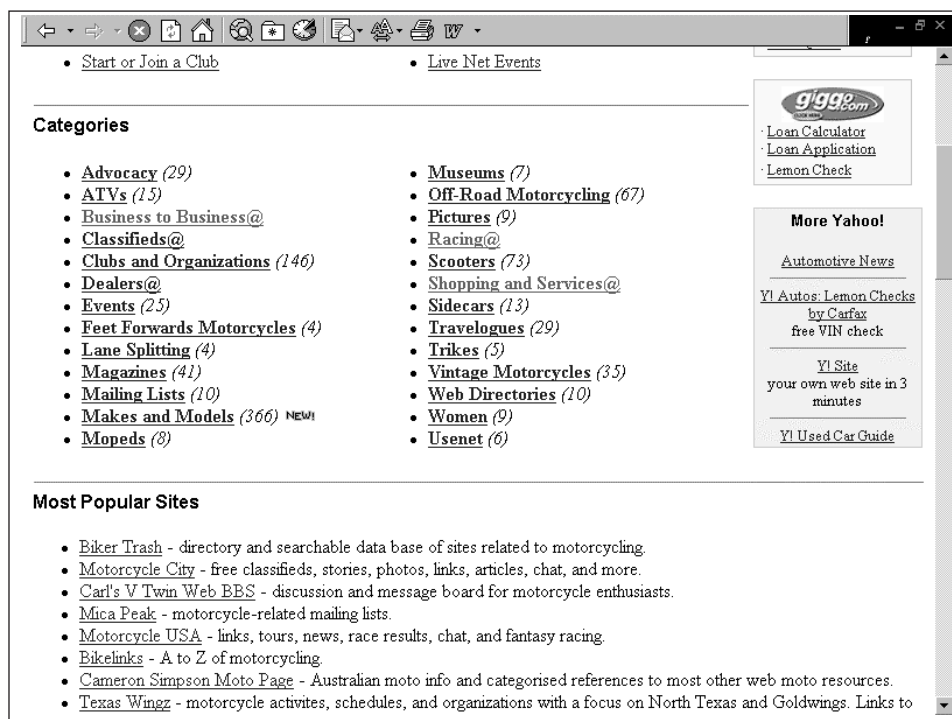 Start or Join a Club
Live Net Events
Categories
Advocacy (29)
ATVs (15)
Business to Business@
Classifieds@
Clubs and Organizations (146)
Dealers@
Events (25)
Feet Forwards Motorcycles (4)
Lane Splitting (4)
Magazines (41)
Mailing Lists (10)
Makes and Models (366) NEW!
Mopeds (8)
Museums (7)
Off-Road Motorcycling (67)
Pictures (9)
Racing@
Scooters (73)
Shopping and Services@
Sidecars (13)
Travelogues (29)
Trikes (5)
Vintage Motorcycles (35)
Web Directories (10)
Women (9)
Usenet (6)
giggo.com
CLICK HERE
· Loan Calculator
· Loan Application
· Lemon Check
More Yahoo!
Automotive News
Y! Autos: Lemon Checks
by Carfax
free VIN check
Y! Site
your own web site in 3
minutes
Y! Used Car Guide
Most Popular Sites
Biker Trash - directory and searchable data base of sites related to motorcycling.
Motorcycle City - free classifieds, stories, photos, links, articles, chat, and more.
Carl's V Twin Web BBS - discussion and message board for motorcycle enthusiasts.
Mica Peak - motorcycle-related mailing lists.
Motorcycle USA - links, tours, news, race results, chat, and fantasy racing.
Bikelinks - A to Z of motorcycling.
Cameron Simpson Moto Page - Australian moto info and categorised references to most other web moto resources.
Texas Wingz - motorcycle activites, schedules, and organizations with a focus on North Texas and Goldwings. Links to